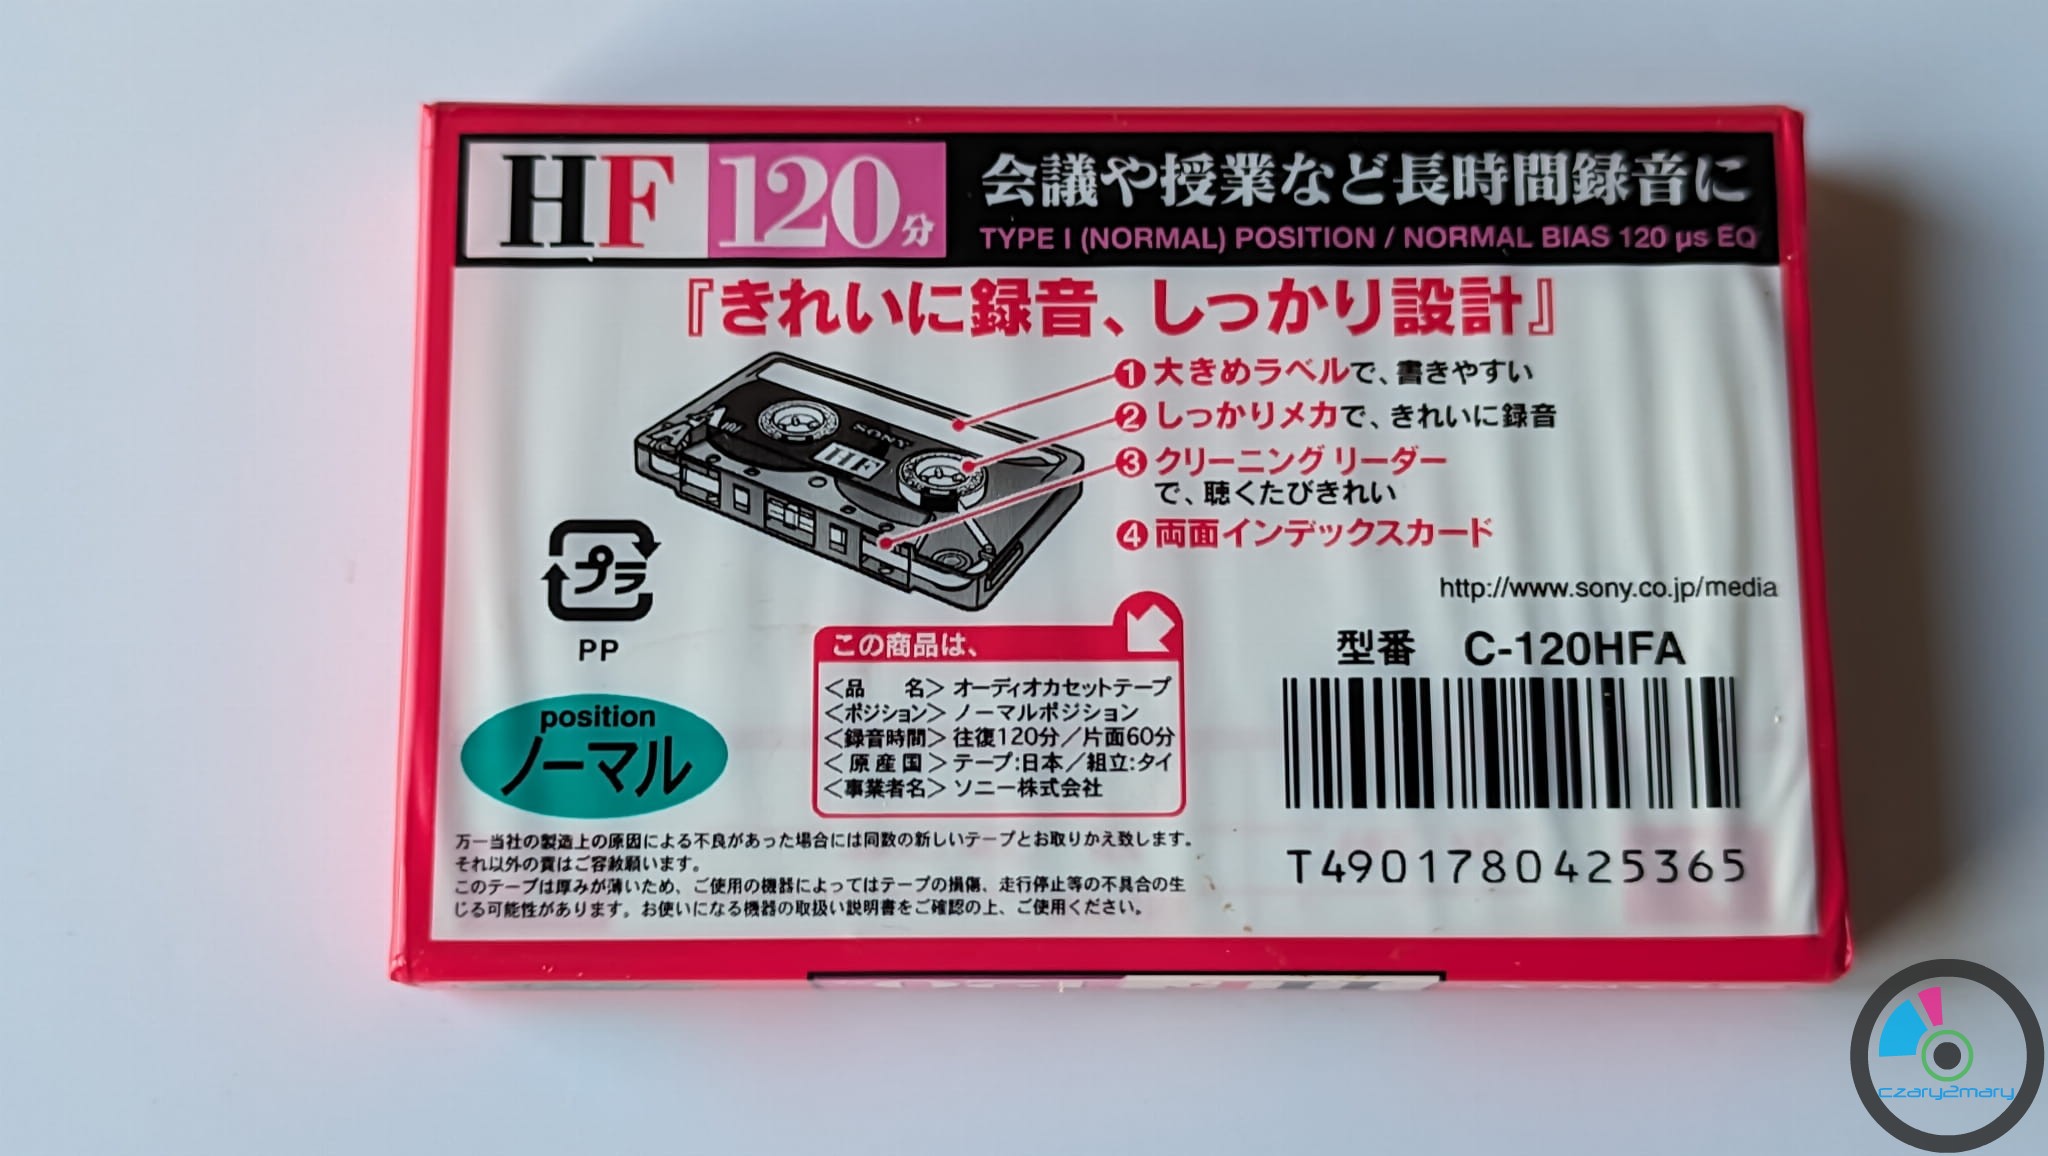 HF 120分
会議や授業など長時間録音に
TYPE I (NORMAL) POSITION / NORMAL BIAS 120 µs EQ
『きれいに録音、しっかり設計』
1 大きめラベルで、書きやすい
2 しっかりメカで、きれいに録音
3 クリーニング リーダー
で、聴くたびきれい
4 両面インデックスカード
A
A
SONY
HF
プラ
PP
http://www.sony.co.jp/media
型番 C-120HFA
T4901780425365
position
ノーマル
この商品は、
<品 名> オーディオカセットテープ
<ポジション> ノーマルポジション
<録音時間> 往復120分／片面60分
<原産国> テープ:日本／組立:タイ
<事業者名> ソニー株式会社
万一当社の製造上の原因による不良があった場合には同数の新しいテープとお取りかえ致します。
それ以外の責はご容赦願います。
このテープは厚みが薄いため、ご使用の機器によってはテープの損傷、走行停止等の不具合の生
じる可能性があります。お使いになる機器の取扱い説明書をご確認の上、ご使用ください。
czary2mary